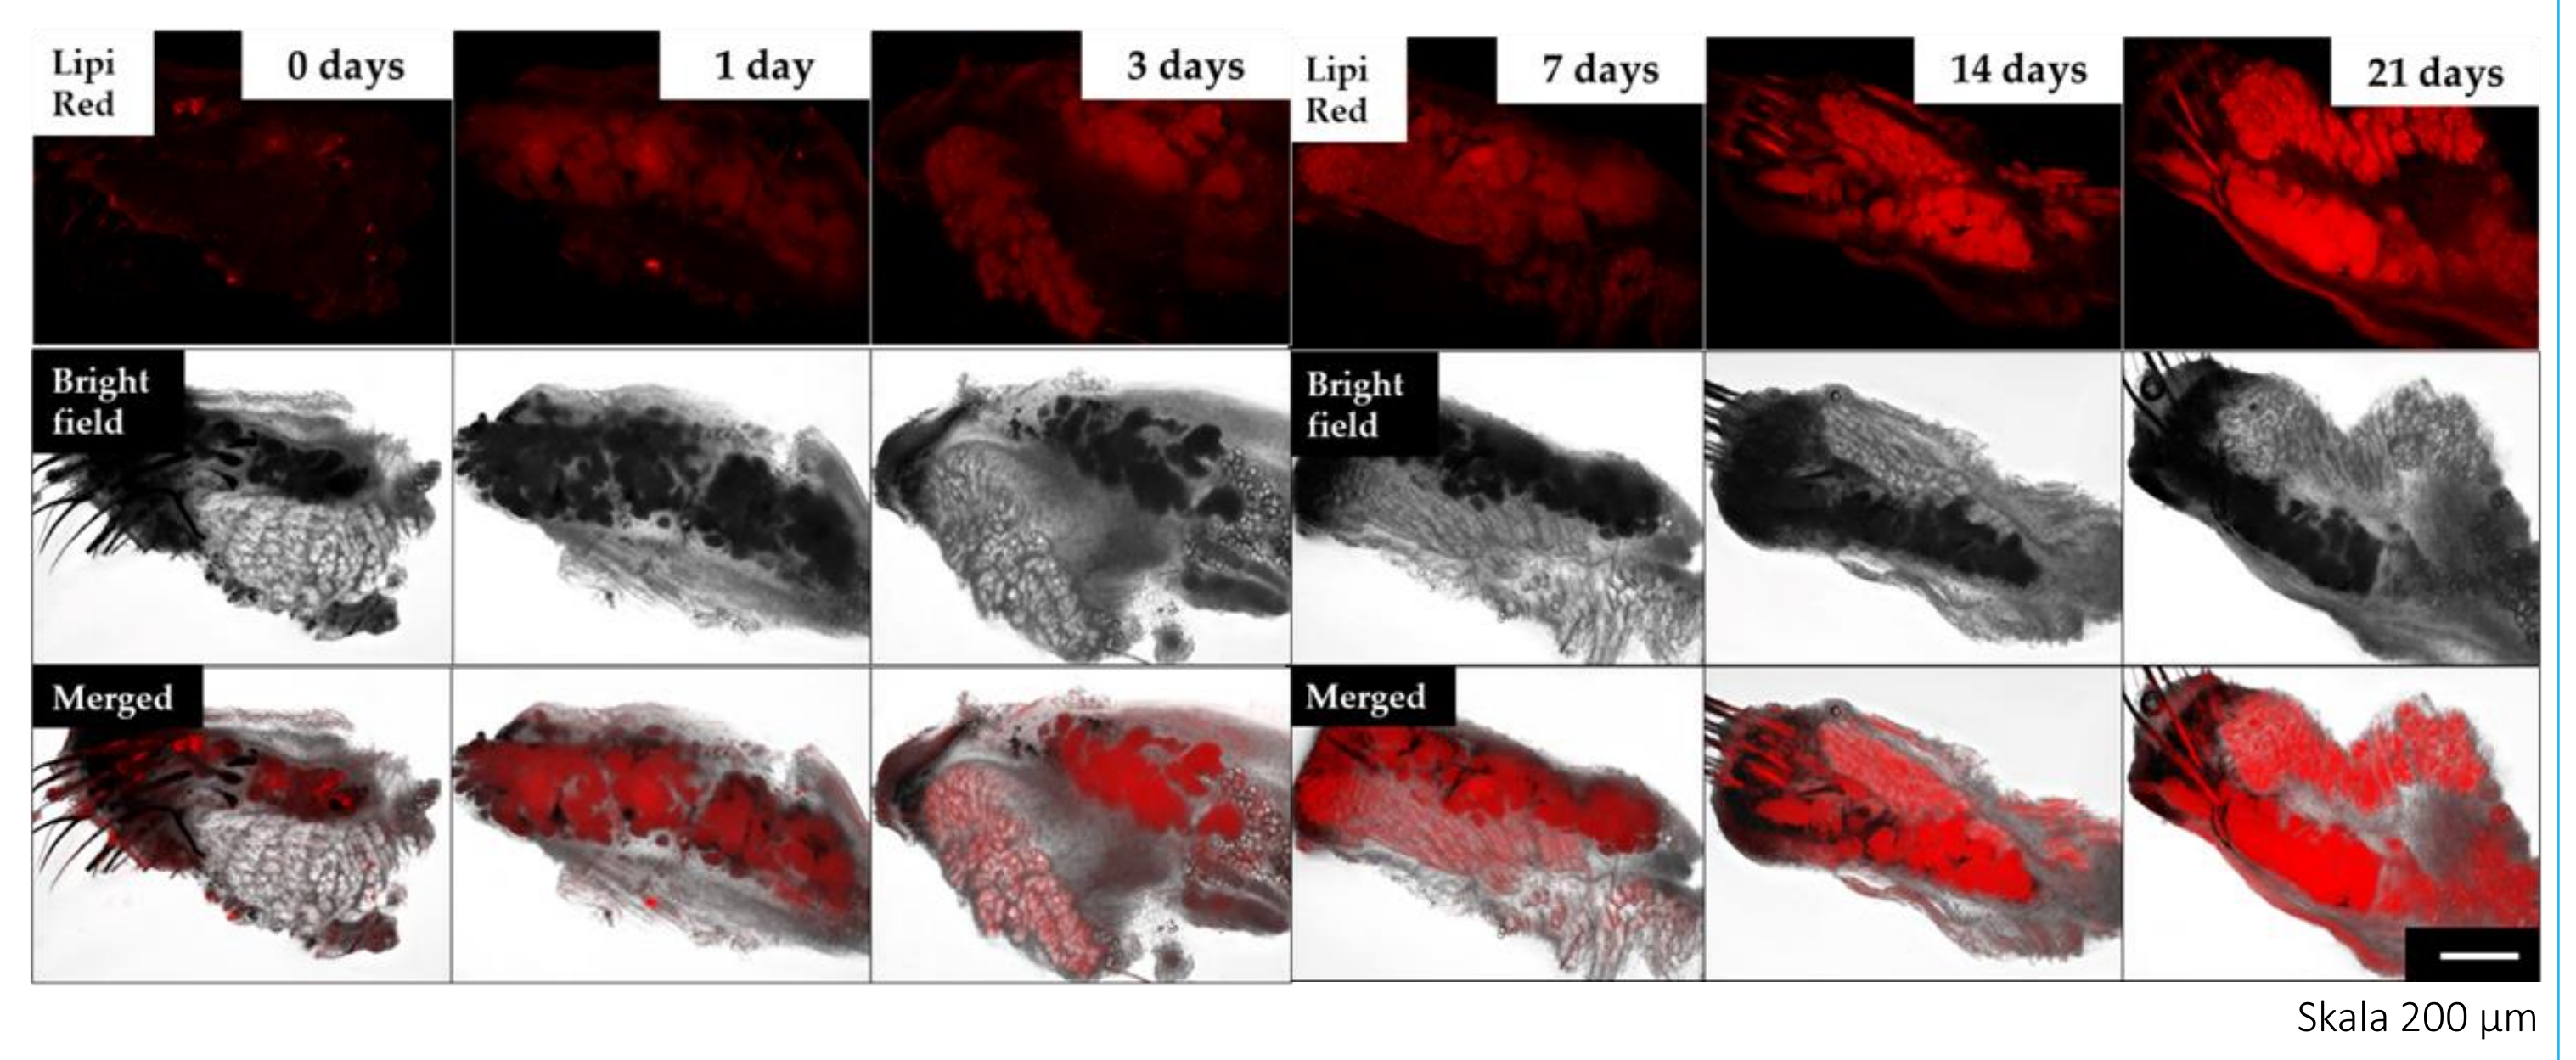 Lipi
Red
0 days
1 day
3 days
Lipi
Red
7 days
14 days
21 days
Bright
field
Bright
field
Merged
Merged
Skala 200 µm